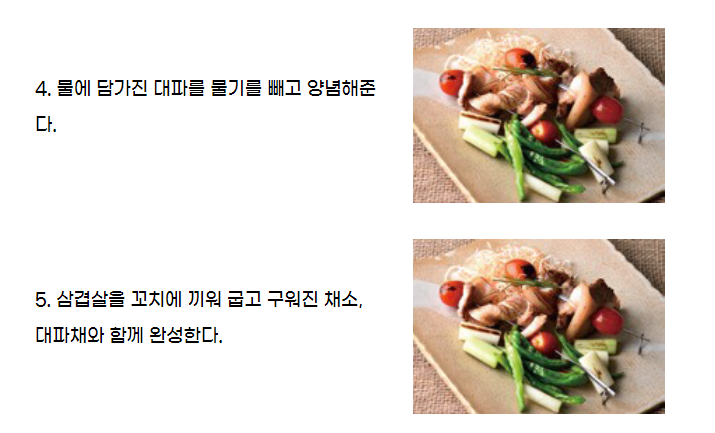 4. 물에 담가진 대파를 물기를 빼고 양념해준
다.
5. 삼겹살을 꼬치에 끼워 굽고 구워진 채소,
대파채와 함께 완성한다.